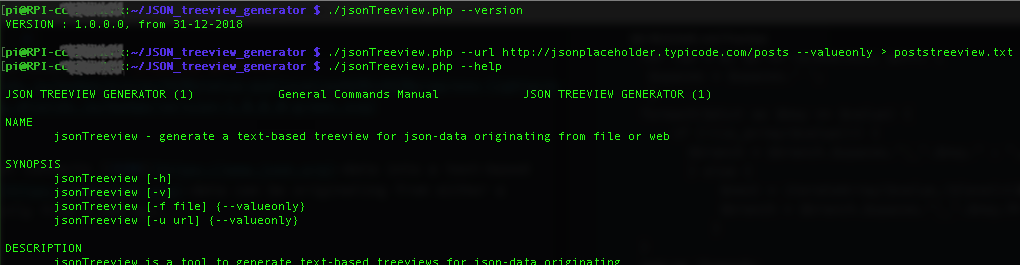 [pi@RPI-c :~/JSON_treeview_generator $ ./jsonTreeview.php --version
VERSION : 1.0.0.0, from 31-12-2018
[pi@RPI-c :~/JSON_treeview_generator $ ./jsonTreeview.php --url http://jsonplaceholder.typicode.com/posts --valueonly > poststreeview.txt
[pi@RPI-c :~/JSON_treeview_generator $ ./jsonTreeview.php --help
JSON TREEVIEW GENERATOR (1) General Commands Manual JSON TREEVIEW GENERATOR (1)
NAME
jsonTreeview - generate a text-based treeview for json-data originating from file or web
SYNOPSIS
jsonTreeview [-h]
jsonTreeview [-v]
jsonTreeview [-f file] {--valueonly}
jsonTreeview [-u url] {--valueonly}
DESCRIPTION
jsonTreeview is a tool to generate text-based treeviews for json-data originating